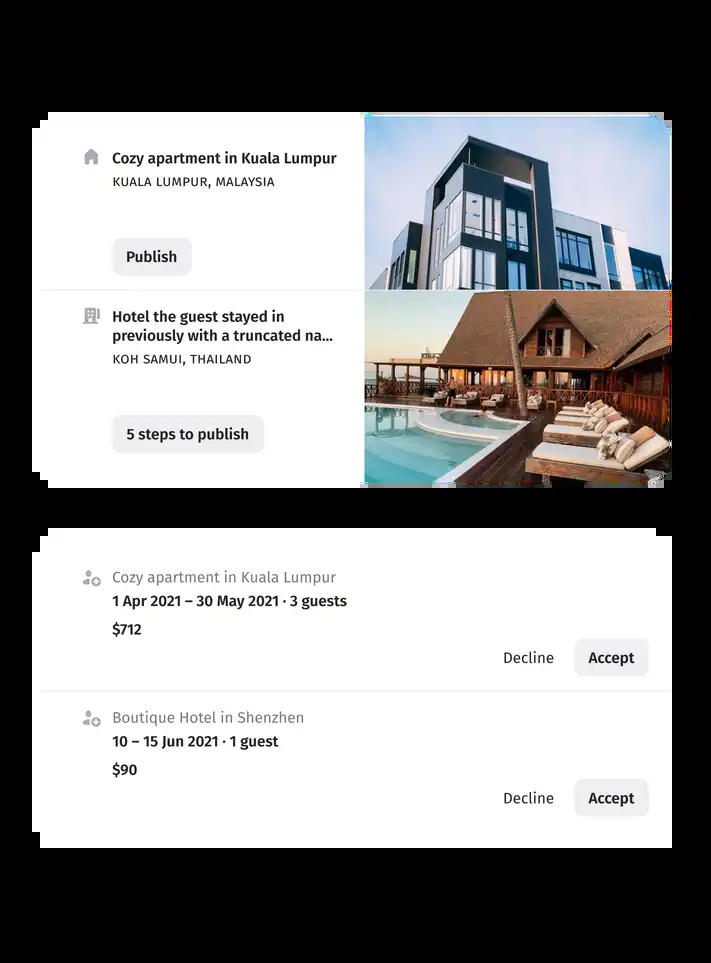 Cozy apartment in Kuala Lumpur
KUALA LUMPUR, MALAYSIA
Publish
Hotel the guest stayed in
previously with a truncated na...
KOH SAMUI, THAILAND
5 steps to publish
Cozy apartment in Kuala Lumpur
1 Apr 2021 – 30 May 2021 · 3 guests
$712
Decline
Accept
Boutique Hotel in Shenzhen
10 – 15 Jun 2021 · 1 guest
$90
Decline
Accept